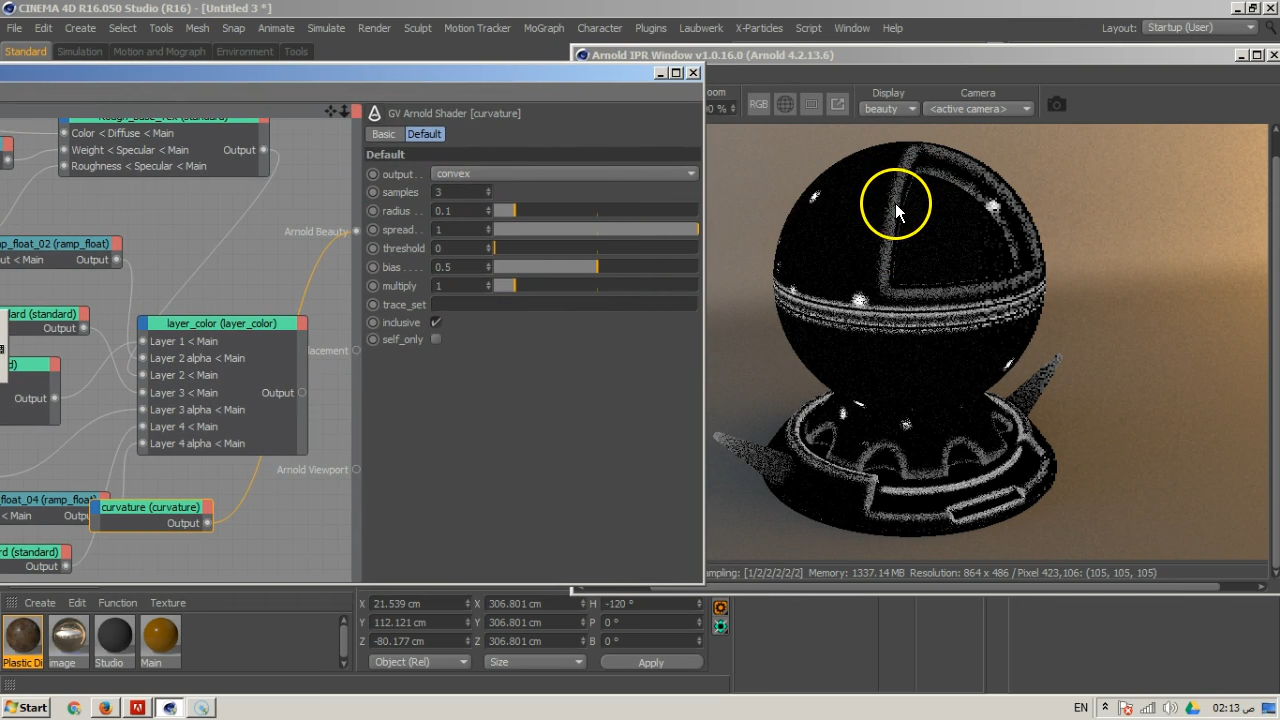 CINEMA 4D R16.050 Studio (R16) - [Untitled 3 *]
File Edit Create Select Tools Mesh Snap Animate Simulate Render Sculpt Motion Tracker MoGraph Character Plugins Laubwerk X-Particles Script Window Help
Layout: Startup (User)
Standard Simulation Motion and Mograph Environment Tools
Arnold IPR Window v1.0.16.0 (Arnold 4.2.13.6)
oom Display Camera
RGB beauty <active camera>
GV Arnold Shader [curvature]
Basic Default
Default
output . . convex
samples 3
radius . . 0.1
spread. . 1
threshold 0
bias . . . . 0.5
multiply 1
trace_set
inclusive
self_only
Color < Diffuse < Main
Weight < Specular < Main
Output
Roughness < Specular < Main
Arnold Beauty
mp_float_02 (ramp_float)
ut < Main Output
lard (standard)
Output
layer_color (layer_color)
Layer 1 < Main
Layer 2 alpha < Main
Layer 2 < Main
Layer 3 < Main
Output
Layer 3 alpha < Main
Layer 4 < Main
Layer 4 alpha < Main
lacement
d)
Output
Arnold Viewport
float_04 (ramp_float)
< Main Outpu
curvature (curvature)
Output
rd (standard)
Output
mpling: [1/2/2/2/2/2] Memory: 1337.14 MB Resolution: 864 x 486 / Pixel 423,106: (105, 105, 105)
Create Edit Function Texture
Plastic Di image Studio Main
X 21.539 cm X 306.801 cm H -120 °
Y 112.121 cm Y 306.801 cm P 0 °
Z -80.177 cm Z 306.801 cm B 0 °
Object (Rel) Size Apply
Start
EN
02:13 ص